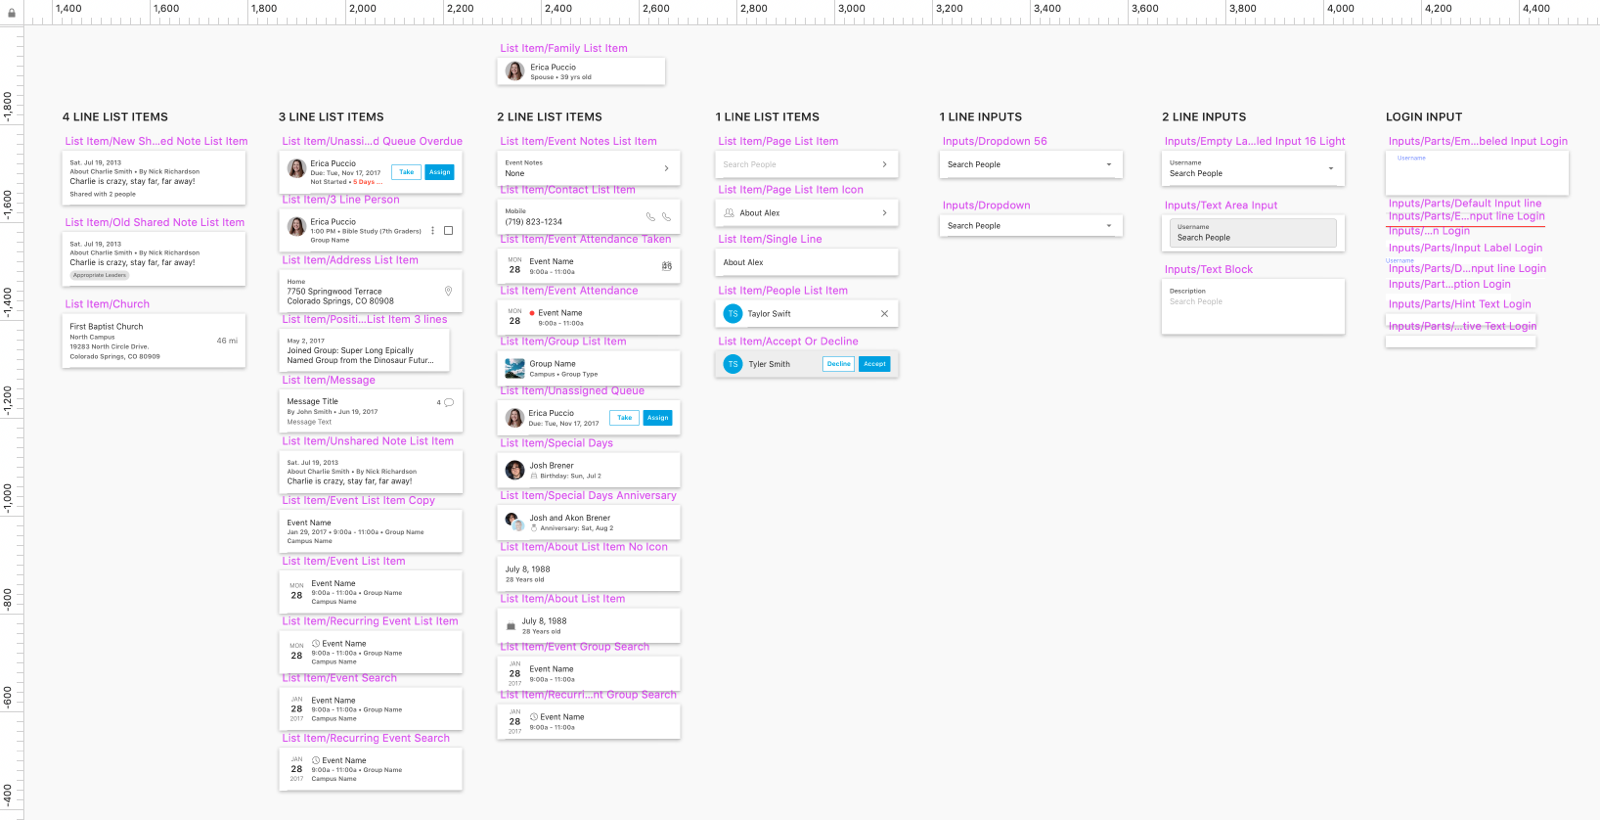 1,400 1,600 1,800 2,000 2,200 2,400 2,600 2,800 3,000 3,200 3,400 3,600 3,800 4,000 4,200 4,400
-1,800
-1,600
-1,400
-1,200
-1,000
-800
-600
-400
List Item/Family List Item
Erica Puccio
Spouse • 39 yrs old
4 LINE LIST ITEMS
List Item/New Sh...ed Note List Item
Sat. Jul 19, 2013
About Charlie Smith • By Nick Richardson
Charlie is crazy, stay far, far away!
Shared with 2 people
List Item/Old Shared Note List Item
Sat. Jul 19, 2013
About Charlie Smith • By Nick Richardson
Charlie is crazy, stay far, far away!
Appropriate Leaders
List Item/Church
First Baptist Church
North Campus
19283 North Circle Drive.
Colorado Springs, CO 80909
46 mi
3 LINE LIST ITEMS
List Item/Unassi...d Queue Overdue
Erica Puccio
Due: Tue, Nov 17, 2017
Not Started • 5 Days ...
Take
Assign
List Item/3 Line Person
Erica Puccio
1:00 PM • Bible Study (7th Graders)
Group Name
List Item/Address List Item
Home
7750 Springwood Terrace
Colorado Springs, CO 80908
List Item/Positi...List Item 3 lines
May 2, 2017
Joined Group: Super Long Epically
Named Group from the Dinosaur Futur...
List Item/Message
Message Title
By John Smith • Jun 19, 2017
Message Text
4
List Item/Unshared Note List Item
Sat. Jul 19, 2013
About Charlie Smith • By Nick Richardson
Charlie is crazy, stay far, far away!
List Item/Event List Item Copy
Event Name
Jan 29, 2017 • 9:00a - 11:00a • Group Name
Campus Name
List Item/Event List Item
MON
28
Event Name
9:00a - 11:00a • Group Name
Campus Name
List Item/Recurring Event List Item
MON
28
Event Name
9:00a - 11:00a • Group Name
Campus Name
List Item/Event Search
JAN
28
2017
Event Name
9:00a - 11:00a • Group Name
Campus Name
List Item/Recurring Event Search
JAN
28
2017
Event Name
9:00a - 11:00a • Group Name
Campus Name
2 LINE LIST ITEMS
List Item/Event Notes List Item
Event Notes
None
List Item/Contact List Item
Mobile
(719) 823-1234
List Item/Event Attendance Taken
MON
28
Event Name
9:00a - 11:00a
List Item/Event Attendance
MON
28
Event Name
9:00a - 11:00a
List Item/Group List Item
Group Name
Campus • Group Type
List Item/Unassigned Queue
Erica Puccio
Due: Tue, Nov 17, 2017
Take
Assign
List Item/Special Days
Josh Brener
Birthday: Sun, Jul 2
List Item/Special Days Anniversary
Josh and Akon Brener
Anniversary: Sat, Aug 2
List Item/About List Item No Icon
July 8, 1988
28 Years old
List Item/About List Item
July 8, 1988
28 Years old
List Item/Event Group Search
JAN
28
2017
Event Name
9:00a - 11:00a
List Item/Recurri...nt Group Search
JAN
28
2017
Event Name
9:00a - 11:00a
1 LINE LIST ITEMS
List Item/Page List Item
Search People
List Item/Page List Item Icon
About Alex
List Item/Single Line
About Alex
List Item/People List Item
TS
Taylor Swift
List Item/Accept Or Decline
TS
Tyler Smith
Decline
Accept
1 LINE INPUTS
Inputs/Dropdown 56
Search People
Inputs/Dropdown
Search People
2 LINE INPUTS
Inputs/Empty La...led Input 16 Light
Username
Search People
Inputs/Text Area Input
Username
Search People
Inputs/Text Block
Description
Search People
LOGIN INPUT
Inputs/Parts/Em...beled Input Login
Username
Inputs/Parts/Default Input line
Inputs/Parts/E...nput line Login
Inputs/...n Login
Inputs/Parts/Input Label Login
Username
Inputs/Parts/D...nput line Login
Inputs/Part...ption Login
Inputs/Parts/Hint Text Login
Inputs/Parts/...tive Text Login